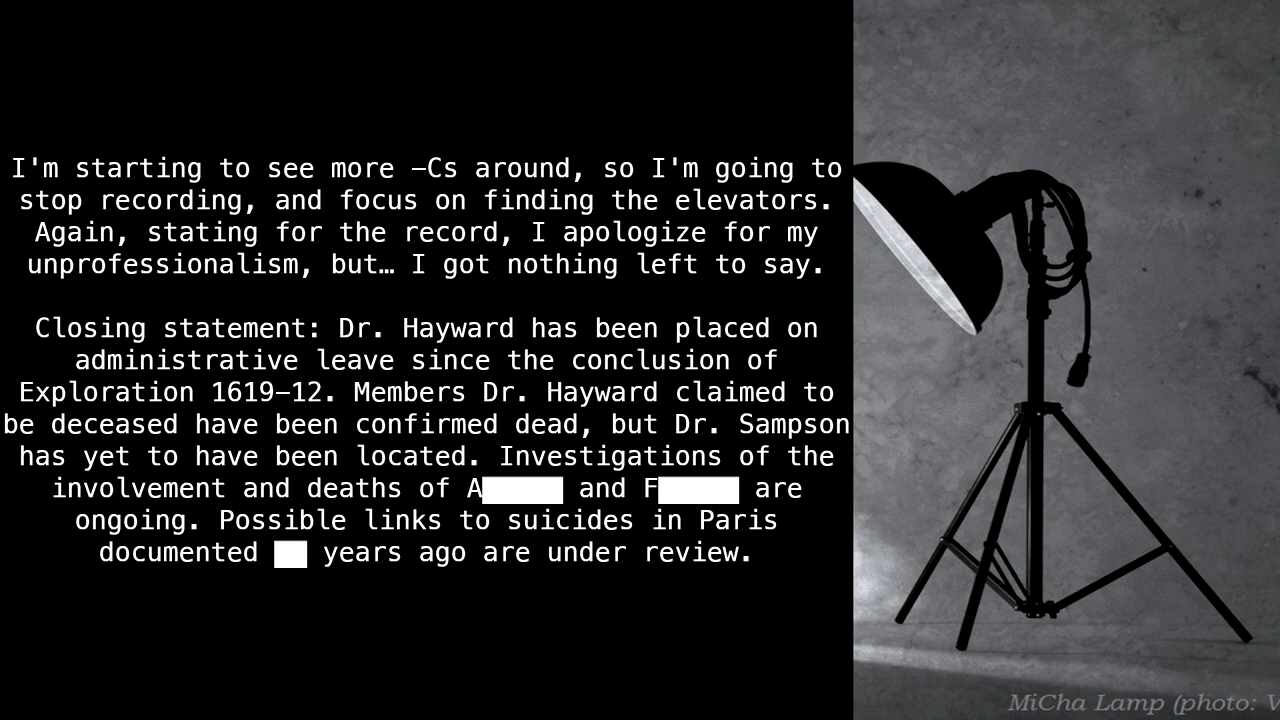 I'm starting to see more –Cs around, so I'm going to
stop recording, and focus on finding the elevators.
Again, stating for the record, I apologize for my
unprofessionalism, but… I got nothing left to say.
Closing statement: Dr. Hayward has been placed on
administrative leave since the conclusion of
Exploration 1619–12. Members Dr. Hayward claimed to
be deceased have been confirmed dead, but Dr. Sampson
has yet to have been located. Investigations of the
involvement and deaths of A█████ and F█████ are
ongoing. Possible links to suicides in Paris
documented ██ years ago are under review.
MiCha Lamp (photo: V